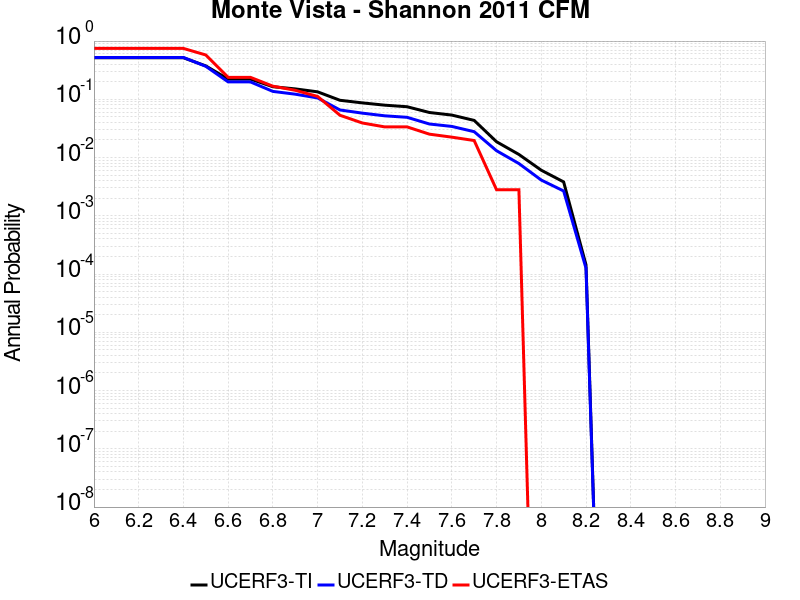 Monte Vista - Shannon 2011 CFM
10^0
10^-1
10^-2
10^-3
10^-4
10^-5
10^-6
10^-7
10^-8
Annual Probability
6 6.2 6.4 6.6 6.8 7 7.2 7.4 7.6 7.8 8 8.2 8.4 8.6 8.8 9
Magnitude
UCERF3-TI UCERF3-TD UCERF3-ETAS